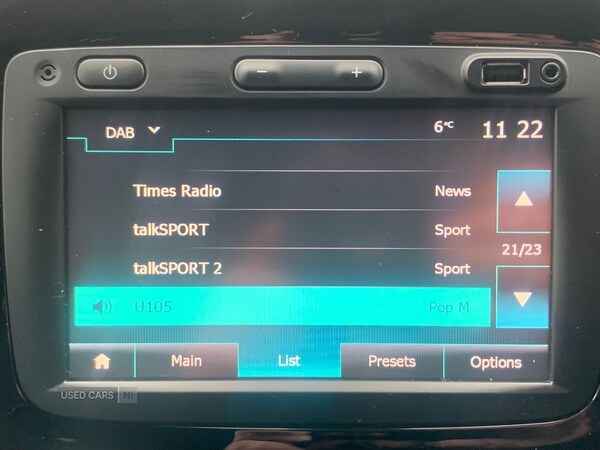 − +
DAB 6°C 11 22
Times Radio News
talkSPORT Sport
21/23
talkSPORT 2 Sport
U105 Pop M
Main List Presets Options
USED CARS NI